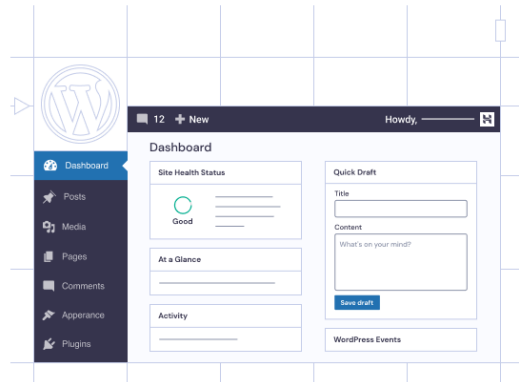 12 New
Howdy,
Dashboard
Dashboard
Posts
Media
Pages
Comments
Apperance
Plugins
Site Health Status
Good
At a Glance
Activity
Quick Draft
Title
Content
What's on your mind?
Save draft
WordPress Events